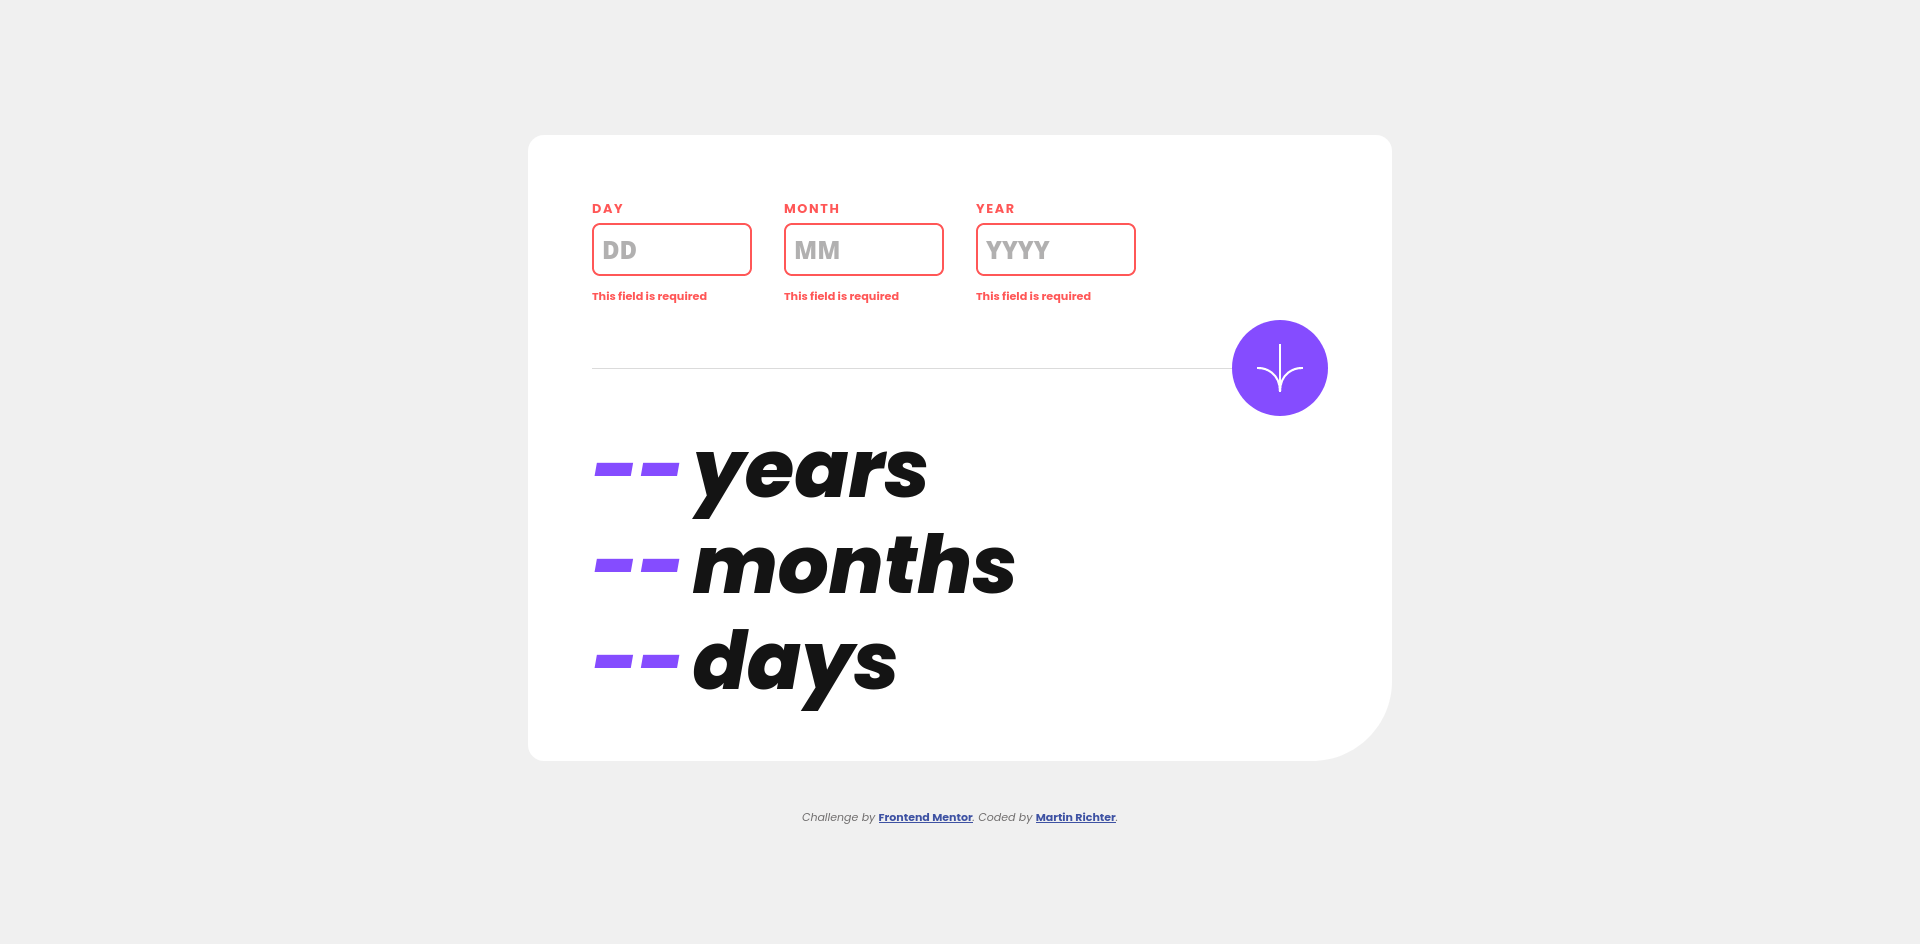 DAY MONTH YEAR
DD MM YYYY
This field is required This field is required This field is required
-- years
-- months
-- days
Challenge by Frontend Mentor. Coded by Martin Richter.